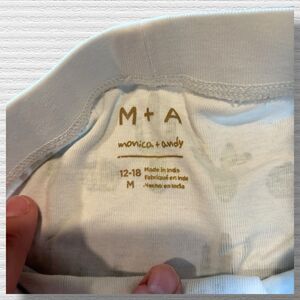 M + A
monica + andy
12-18
M
Made in India
Fabriqué en Inde
Hecho en India